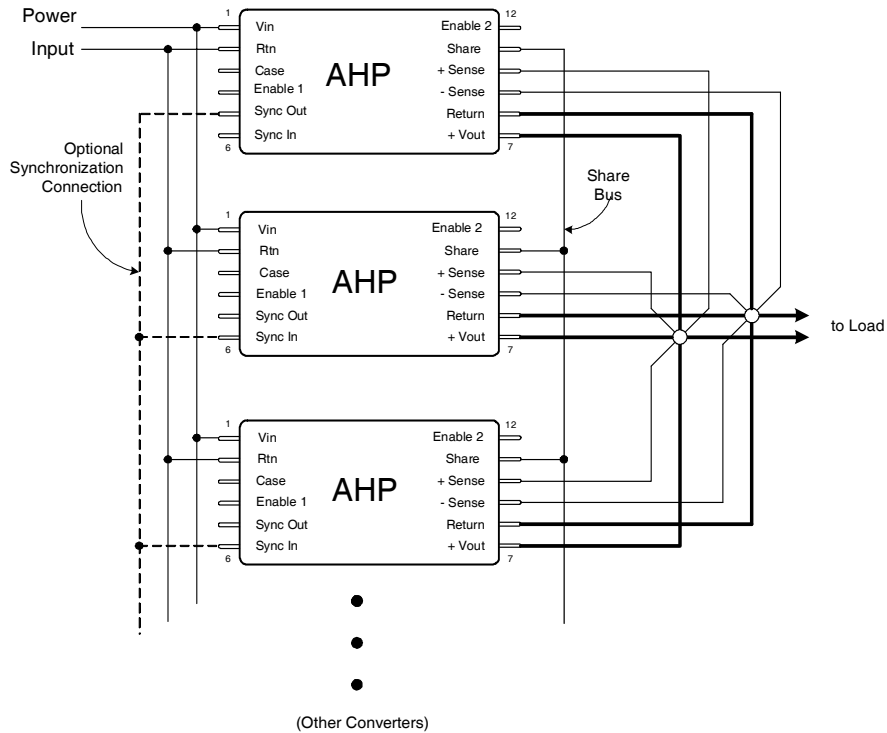 Power
Input
1
12
Vin
Rtn
Case
Enable 1
Sync Out
Sync In
AHP
Enable 2
Share
+ Sense
- Sense
Return
+ Vout
6
7
Optional
Synchronization
Connection
Share
Bus
1
12
Vin
Rtn
Case
Enable 1
Sync Out
Sync In
AHP
Enable 2
Share
+ Sense
- Sense
Return
+ Vout
6
7
to Load
1
12
Vin
Rtn
Case
Enable 1
Sync Out
Sync In
AHP
Enable 2
Share
+ Sense
- Sense
Return
+ Vout
6
7
(Other Converters)